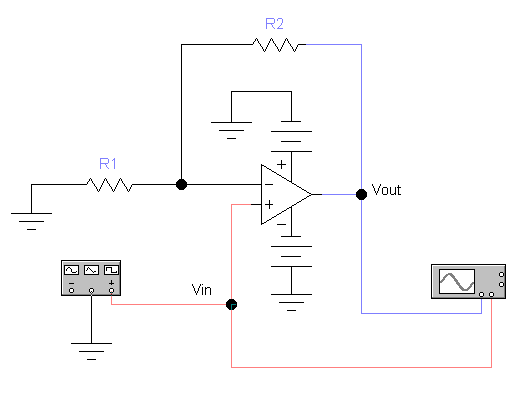 R2
R1
+
−
+
Vout
−
Vin
− +